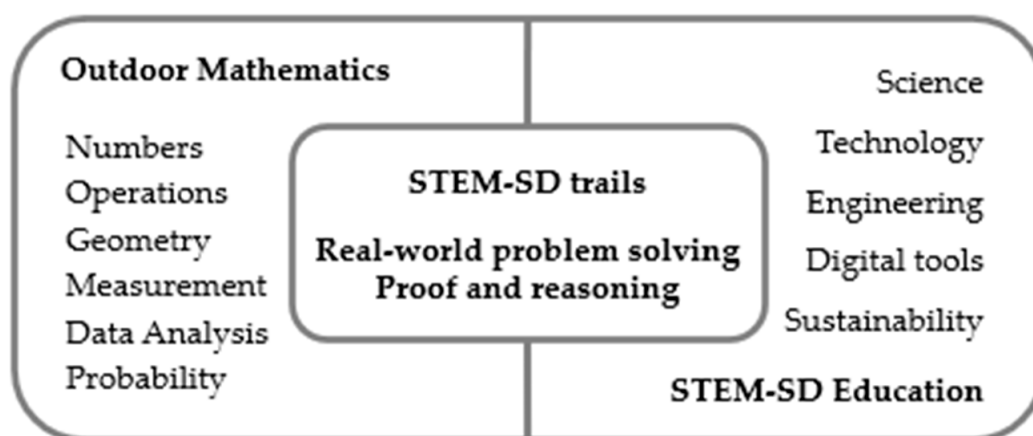 Outdoor Mathematics
Numbers
Operations
Geometry
Measurement
Data Analysis
Probability
STEM-SD trails
Real-world problem solving
Proof and reasoning
Science
Technology
Engineering
Digital tools
Sustainability
STEM-SD Education